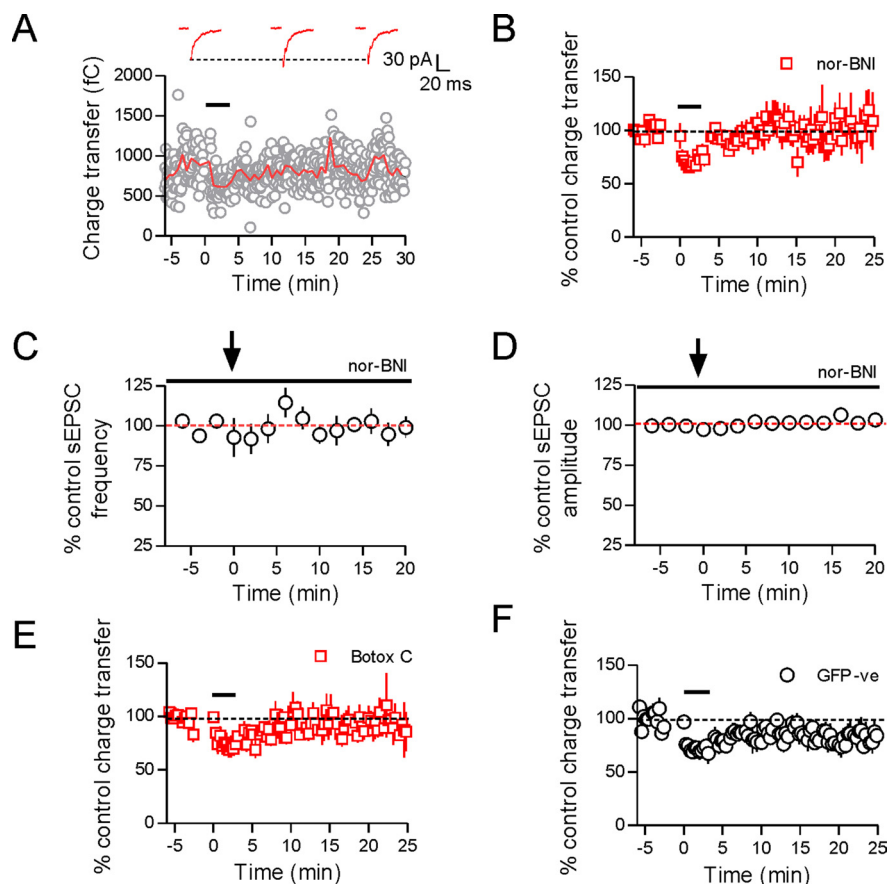 A
30 pA
20 ms
Charge transfer (fC)
2000
1500
1000
500
0
-5 0 5 10 15 20 25 30
Time (min)
B
nor-BNI
% control charge transfer
150
100
50
0
-5 0 5 10 15 20 25
Time (min)
C
nor-BNI
% control sEPSC
frequency
125
100
75
50
25
-5 0 5 10 15 20
Time (min)
D
nor-BNI
% control sEPSC
amplitude
125
100
75
50
25
-5 0 5 10 15 20
Time (min)
E
Botox C
% control charge transfer
150
100
50
0
-5 0 5 10 15 20 25
Time (min)
F
GFP-ve
% control charge transfer
150
100
50
0
-5 0 5 10 15 20 25
Time (min)